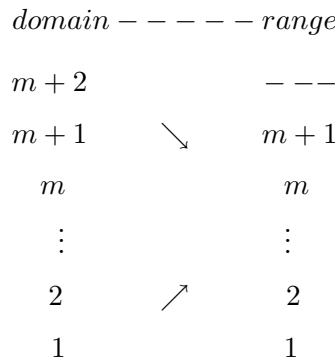 domain − − − − − range
m + 2 − − −
m + 1 ↘ m + 1
m m
⋮ ⋮
2 ↗ 2
1 1